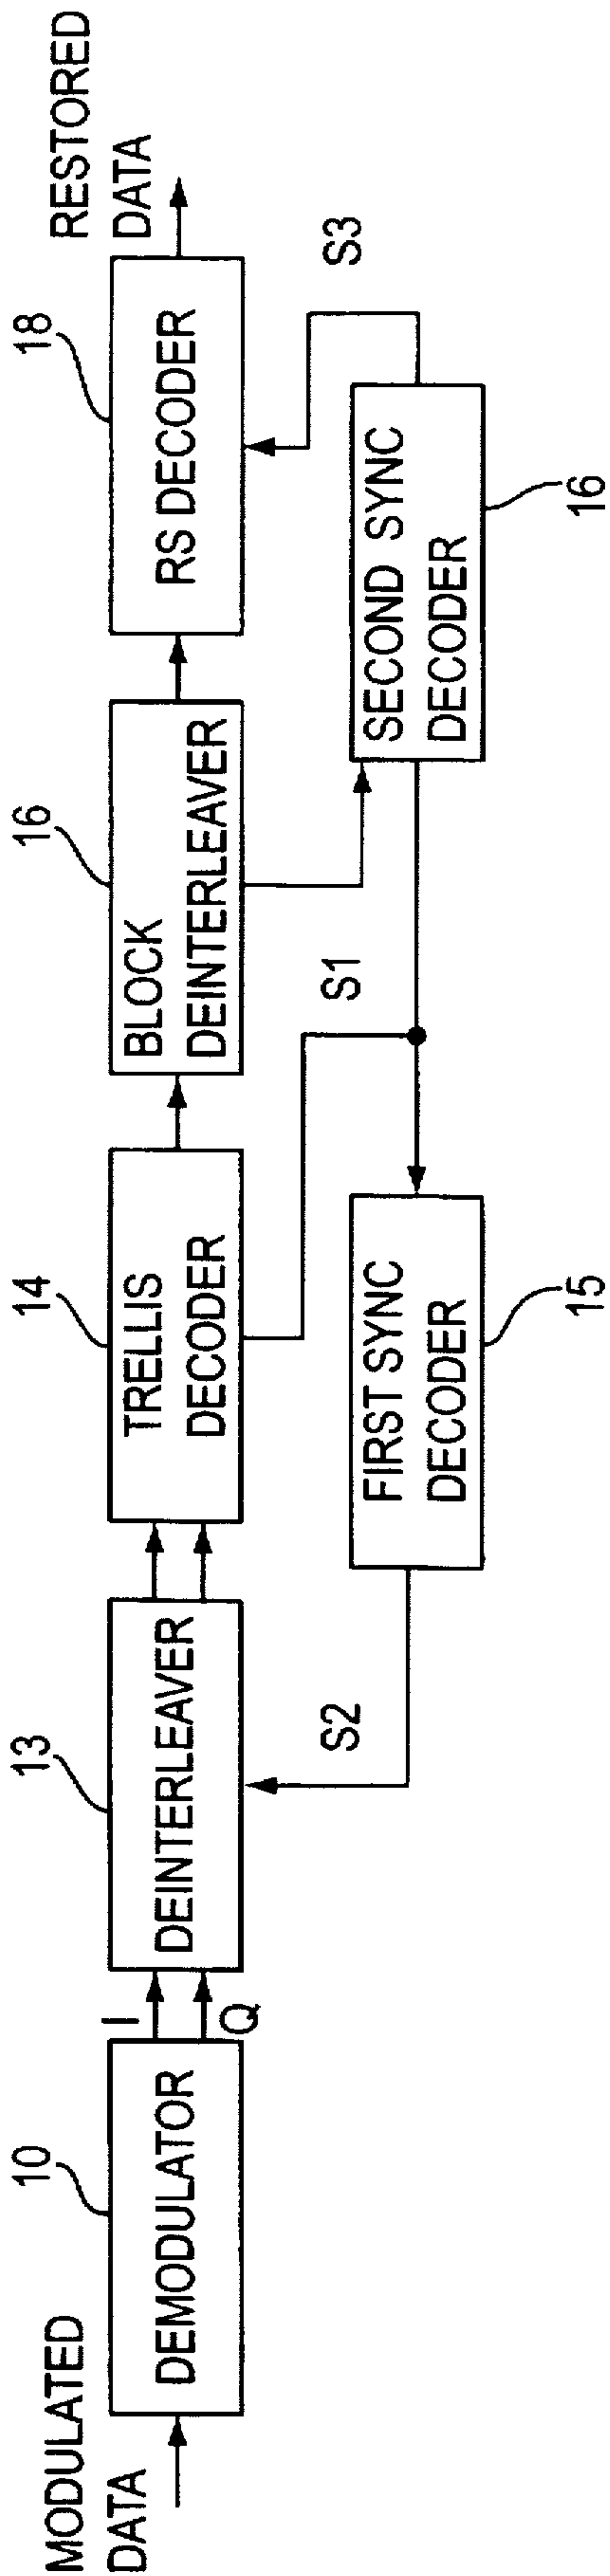 MODULATED
DATA
10
DEMODULATOR
I
Q
13
DEINTERLEAVER
S2
14
TRELLIS
DECODER
FIRST SYNC
DECODER
15
S1
16
BLOCK
DEINTERLEAVER
SECOND SYNC
DECODER
16
S3
18
RS DECODER
RESTORED
DATA